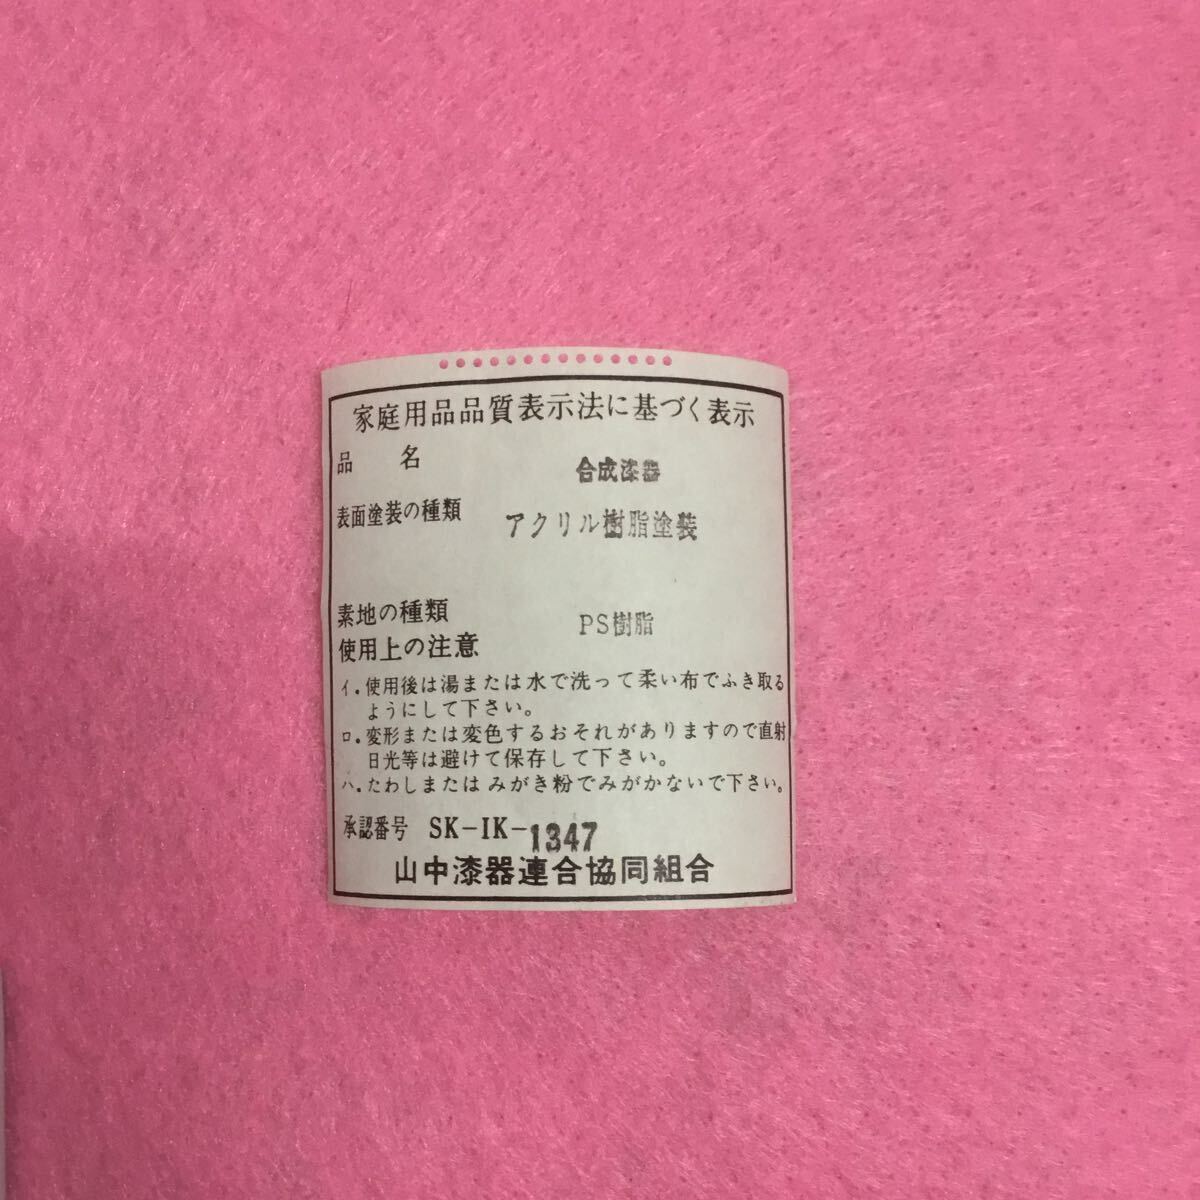 家庭用品品質表示法に基づく表示
品名 合成漆器
表面塗装の種類 アクリル樹脂塗装
素地の種類 PS樹脂
使用上の注意
イ.使用後は湯または水で洗って柔い布でふき取る
ようにして下さい。
ロ.変形または変色するおそれがありますので直射
日光等は避けて保存して下さい。
ハ.たわしまたはみがき粉でみがかないで下さい。
承認番号 SK-IK-1347
山中漆器連合協同組合